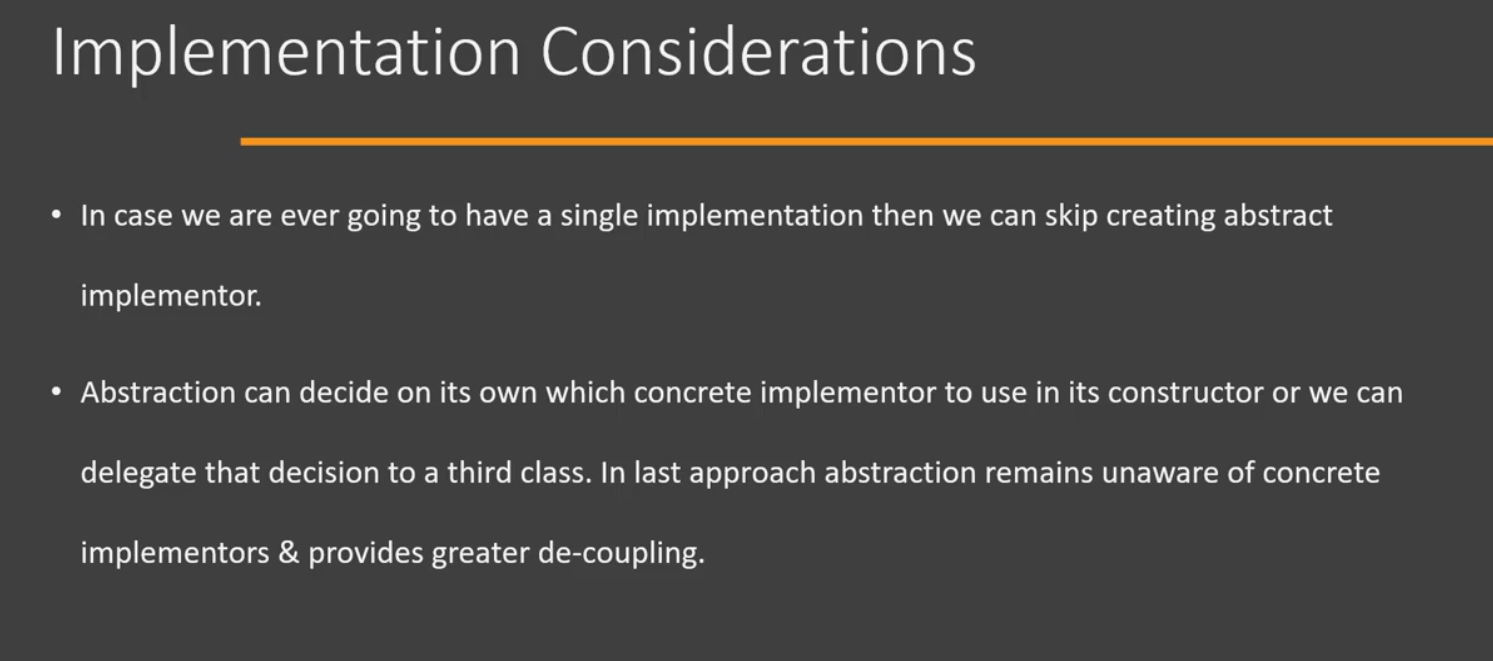 Implementation Considerations
• In case we are ever going to have a single implementation then we can skip creating abstract
implementor.
• Abstraction can decide on its own which concrete implementor to use in its constructor or we can
delegate that decision to a third class. In last approach abstraction remains unaware of concrete
implementors & provides greater de-coupling.